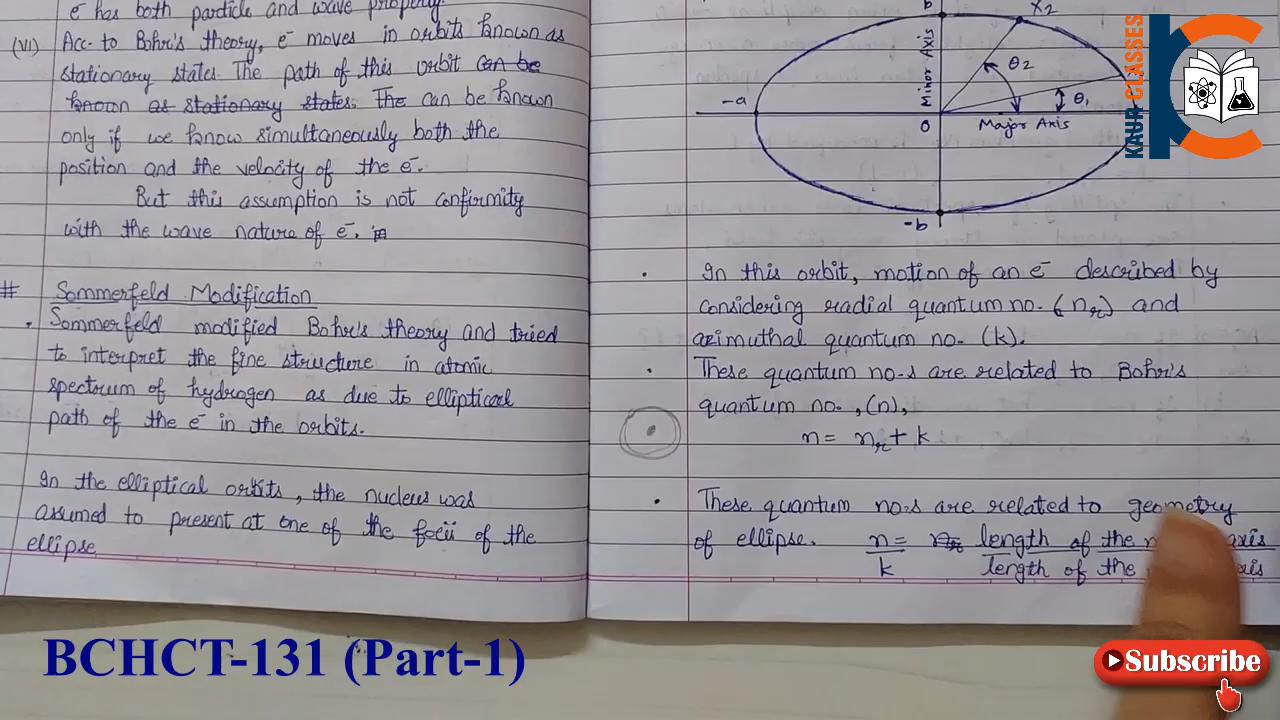 e has both particle and wave property.
(VI) Acc. to Bohr's theory, e⁻ moves in orbits known as
stationary states. The path of this orbit can be
known as stationary states. The can be known
only if we know simultaneously both the
position and the velocity of the e⁻.
But this assumption is not confirmity
with the wave nature of e⁻.
# Sommerfeld Modification
. Sommerfeld modified Bohr's theory and tried
to interpret the fine structure in atomic
spectrum of hydrogen as due to elliptical
path of the e⁻ in the orbits.
In the elliptical orbits, the nucleus was
assumed to present at one of the focii of the
ellipse
b
x2
Minor Axis
θ2
-a
θ1
O
Major Axis
-b
. In this orbit, motion of an e⁻ described by
considering radial quantum no. (nr) and
azimuthal quantum no. (k).
. These quantum no.s are related to Bohr's
quantum no., (n),
n = nr + k
. These quantum no.s are related to geometry
of ellipse. n = length of the axis
k length of the axis
KAUR CLASSES
BCHCT-131 (Part-1)
Subscribe